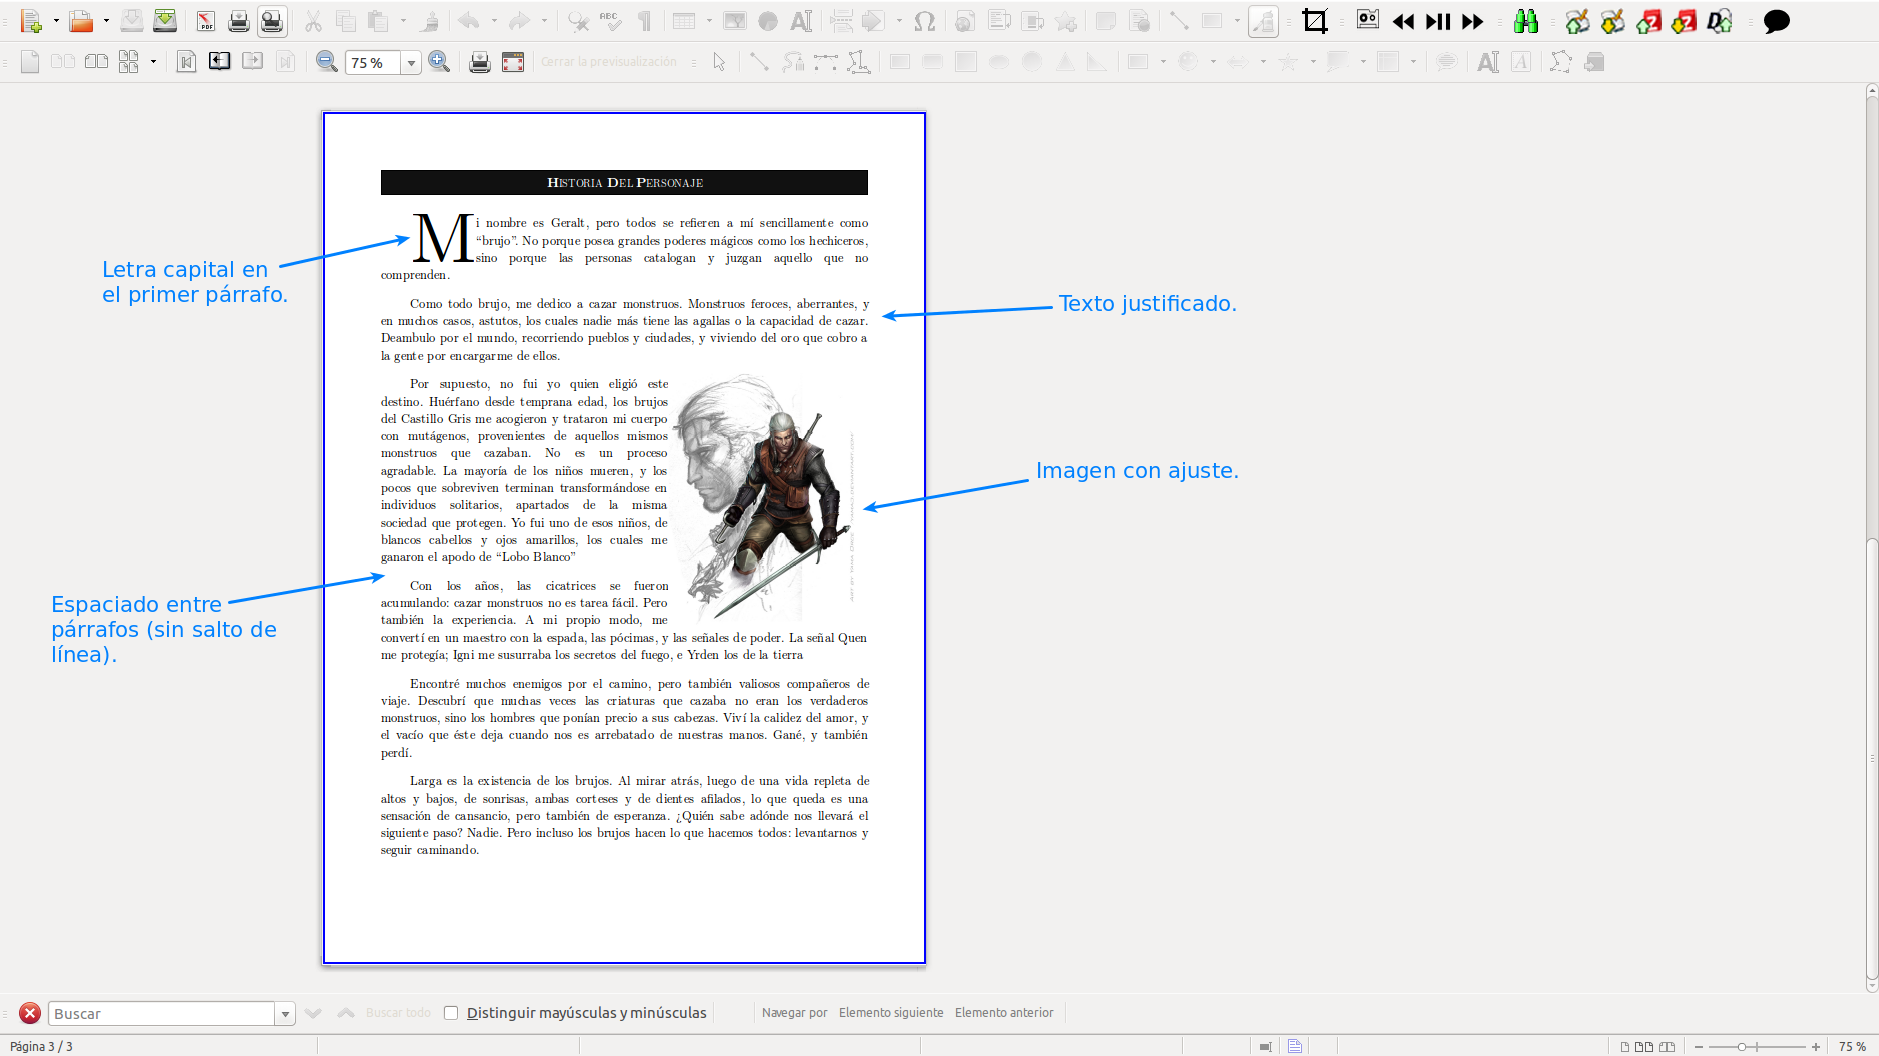 PDF
ABC
75 %
Cerrar la previsualización
Historia Del Personaje
Mi nombre es Geralt, pero todos se refieren a mí sencillamente como
“brujo”. No porque posea grandes poderes mágicos como los hechiceros,
sino porque las personas catalogan y juzgan aquello que no
comprenden.
Como todo brujo, me dedico a cazar monstruos. Monstruos feroces, aberrantes, y
en muchos casos, astutos, los cuales nadie más tiene las agallas o la capacidad de cazar.
Deambulo por el mundo, recorriendo pueblos y ciudades, y viviendo del oro que cobro a
la gente por encargarme de ellos.
Por supuesto, no fui yo quien eligió este
destino. Huérfano desde temprana edad, los brujos
del Castillo Gris me acogieron y trataron mi cuerpo
con mutágenos, provenientes de aquellos mismos
monstruos que cazaban. No es un proceso
agradable. La mayoría de los niños mueren, y los
pocos que sobreviven terminan transformándose en
individuos solitarios, apartados de la misma
sociedad que protegen. Yo fui uno de esos niños, de
blancos cabellos y ojos amarillos, los cuales me
ganaron el apodo de “Lobo Blanco”
Con los años, las cicatrices se fueron
acumulando: cazar monstruos no es tarea fácil. Pero
también la experiencia. A mi propio modo, me
convertí en un maestro con la espada, las pócimas, y las señales de poder. La señal Quen
me protegía; Igni me susurraba los secretos del fuego, e Yrden los de la tierra
Encontré muchos enemigos por el camino, pero también valiosos compañeros de
viaje. Descubrí que muchas veces las criaturas que cazaba no eran los verdaderos
monstruos, sino los hombres que ponían precio a sus cabezas. Viví la calidez del amor, y
el vacío que éste deja cuando nos es arrebatado de nuestras manos. Gané, y también
perdí.
Larga es la existencia de los brujos. Al mirar atrás, luego de una vida repleta de
altos y bajos, de sonrisas, ambas corteses y de dientes afilados, lo que queda es una
sensación de cansancio, pero también de esperanza. ¿Quién sabe adónde nos llevará el
siguiente paso? Nadie. Pero incluso los brujos hacen lo que hacemos todos: levantarnos y
seguir caminando.
Letra capital en
el primer párrafo.
Texto justificado.
Imagen con ajuste.
Espaciado entre
párrafos (sin salto de
línea).
Buscar
Buscar todo
Distinguir mayúsculas y minúsculas
Navegar por
Elemento siguiente
Elemento anterior
Página 3 / 3
75 %